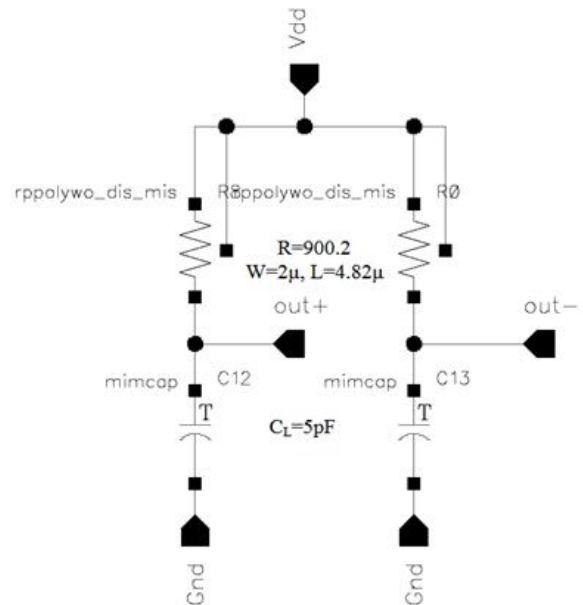 Vdd
rppolywo_dis_mis R8 rppolywo_dis_mis R0
R=900.2
W=2μ, L=4.82μ
out+ out-
mimcap C12 mimcap C13
T T
CL=5pF
Gnd Gnd